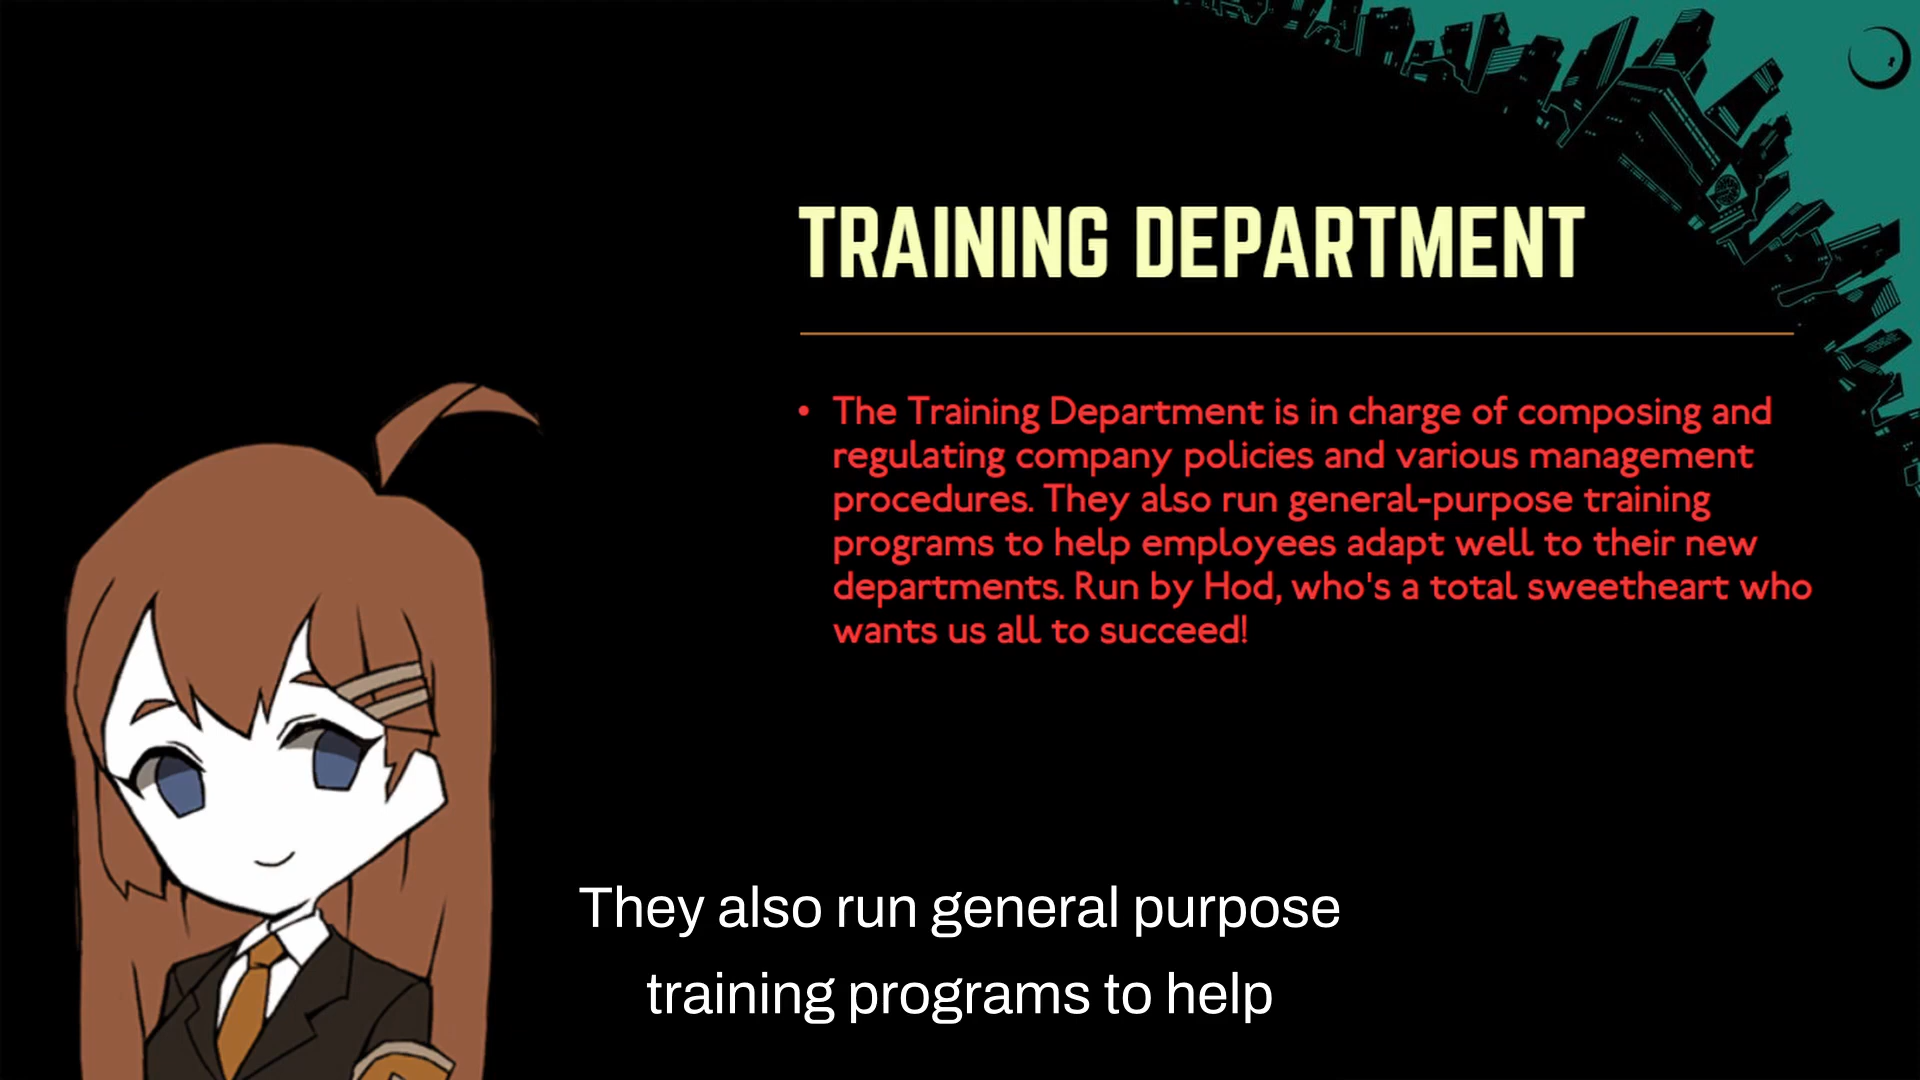 TRAINING DEPARTMENT
• The Training Department is in charge of composing and
regulating company policies and various management
procedures. They also run general-purpose training
programs to help employees adapt well to their new
departments. Run by Hod, who's a total sweetheart who
wants us all to succeed!
They also run general purpose
training programs to help